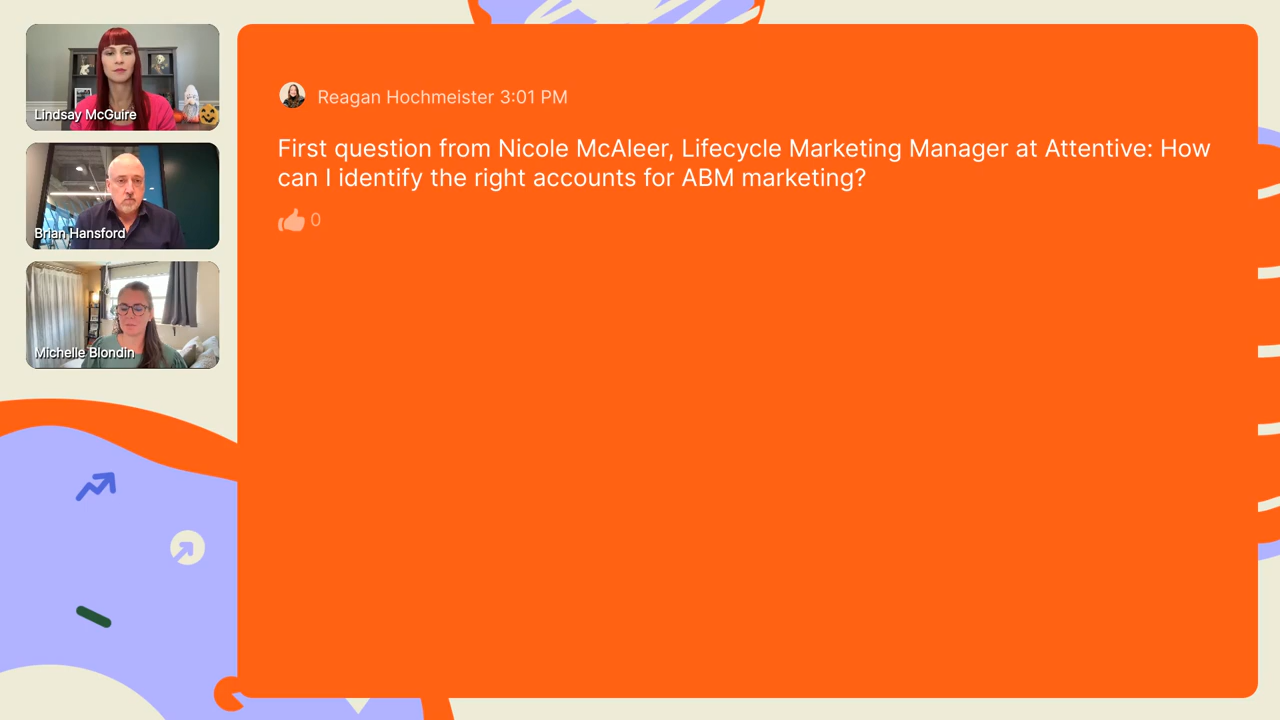 Lindsay McGuire
Brian Hansford
Michelle Blondin
Reagan Hochmeister 3:01 PM
First question from Nicole McAleer, Lifecycle Marketing Manager at Attentive: How
can I identify the right accounts for ABM marketing?
0